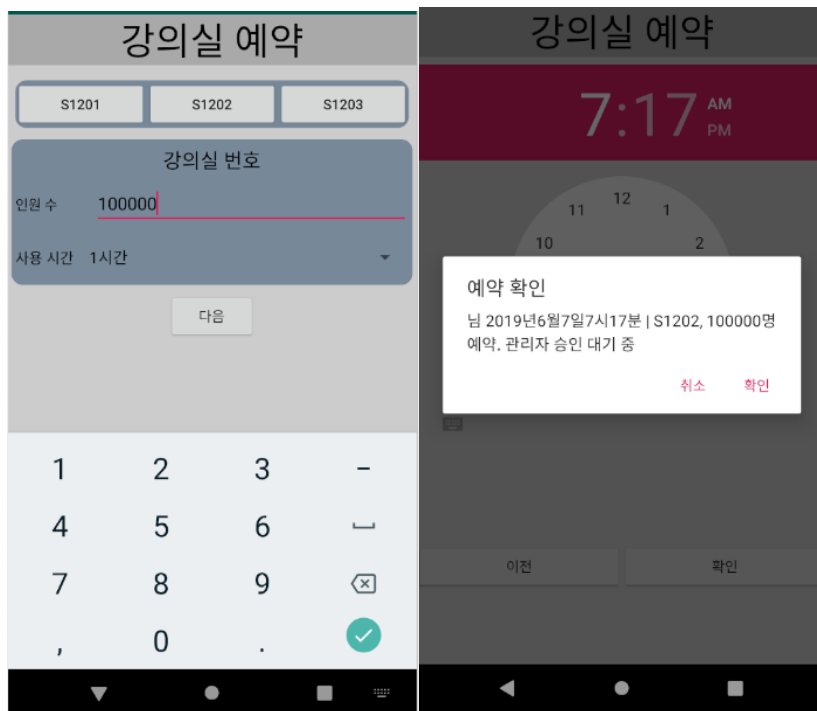 강의실 예약
S1201 S1202 S1203
강의실 번호
인원 수 100000
사용 시간 1시간
다음
1 2 3 -
4 5 6
7 8 9
, 0 .
강의실 예약
7:17 AM
PM
11 12 1
10 2
예약 확인
님 2019년6월7일7시17분 | S1202, 100000명
예약. 관리자 승인 대기 중
취소 확인
이전 확인